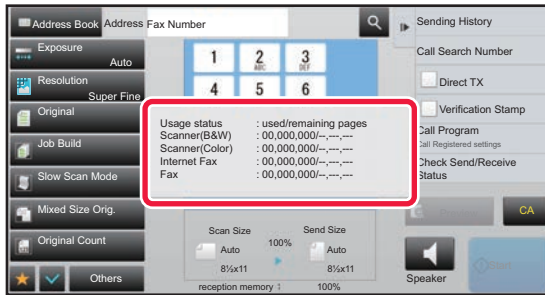 Address Book Address Fax Number
Sending History
Exposure
Auto
1 2 ABC 3 DEF
Call Search Number
Resolution
Super Fine
4 5 6
Direct TX
Original
Usage status : used/remaining pages
Scanner(B&W) : 00,000,000/--,---,---
Scanner(Color) : 00,000,000/--,---,---
Internet Fax : 00,000,000/--,---,---
Fax : 00,000,000/--,---,---
Verification Stamp
Call Program
Call Registered settings
Job Build
Check Send/Receive
Status
Slow Scan Mode
Mixed Size Orig.
CA
Original Count
Scan Size 100% Send Size
Auto Auto
8½x11 8½x11
Others
Speaker
Start
reception memory : 100%